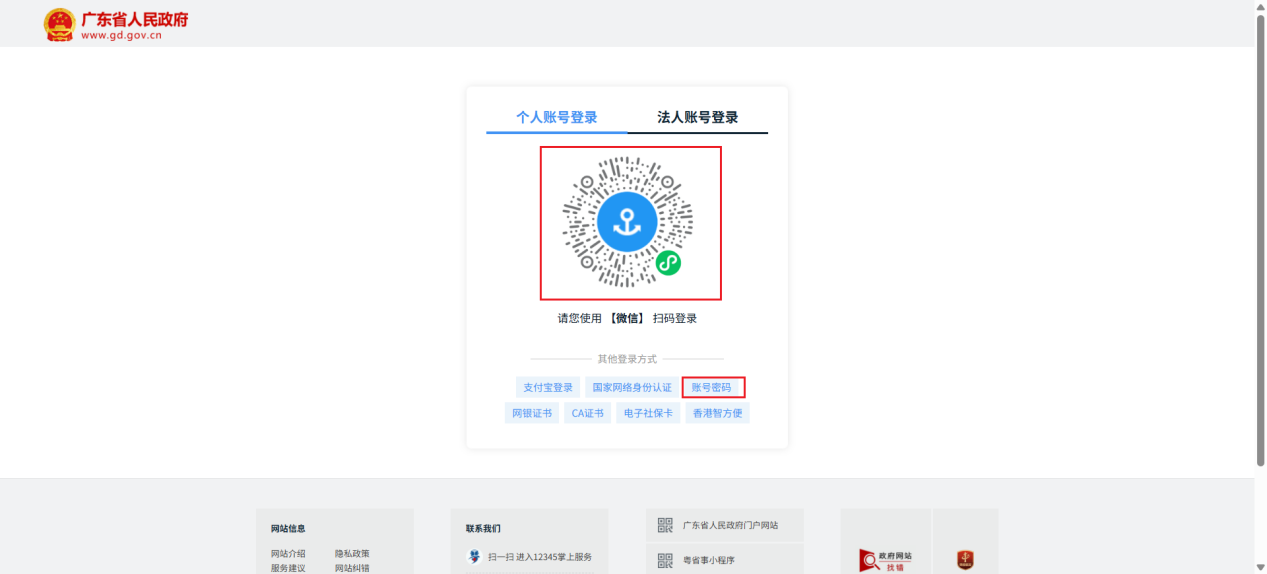 广东省人民政府
www.gd.gov.cn
个人账号登录
法人账号登录
请您使用 【微信】 扫码登录
其他登录方式
支付宝登录
国家网络身份认证
账号密码
网银证书
CA证书
电子社保卡
香港智方便
网站信息
网站介绍
隐私政策
服务建议
网站纠错
联系我们
扫一扫 进入12345掌上服务
广东省人民政府门户网站
粤省事小程序
政府网站
找错